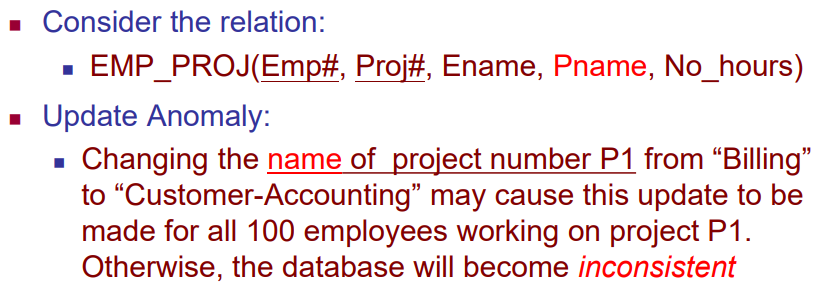 Consider the relation:
EMP_PROJ(Emp#, Proj#, Ename, Pname, No_hours)
Update Anomaly:
Changing the name of project number P1 from “Billing”
to “Customer-Accounting” may cause this update to be
made for all 100 employees working on project P1.
Otherwise, the database will become inconsistent